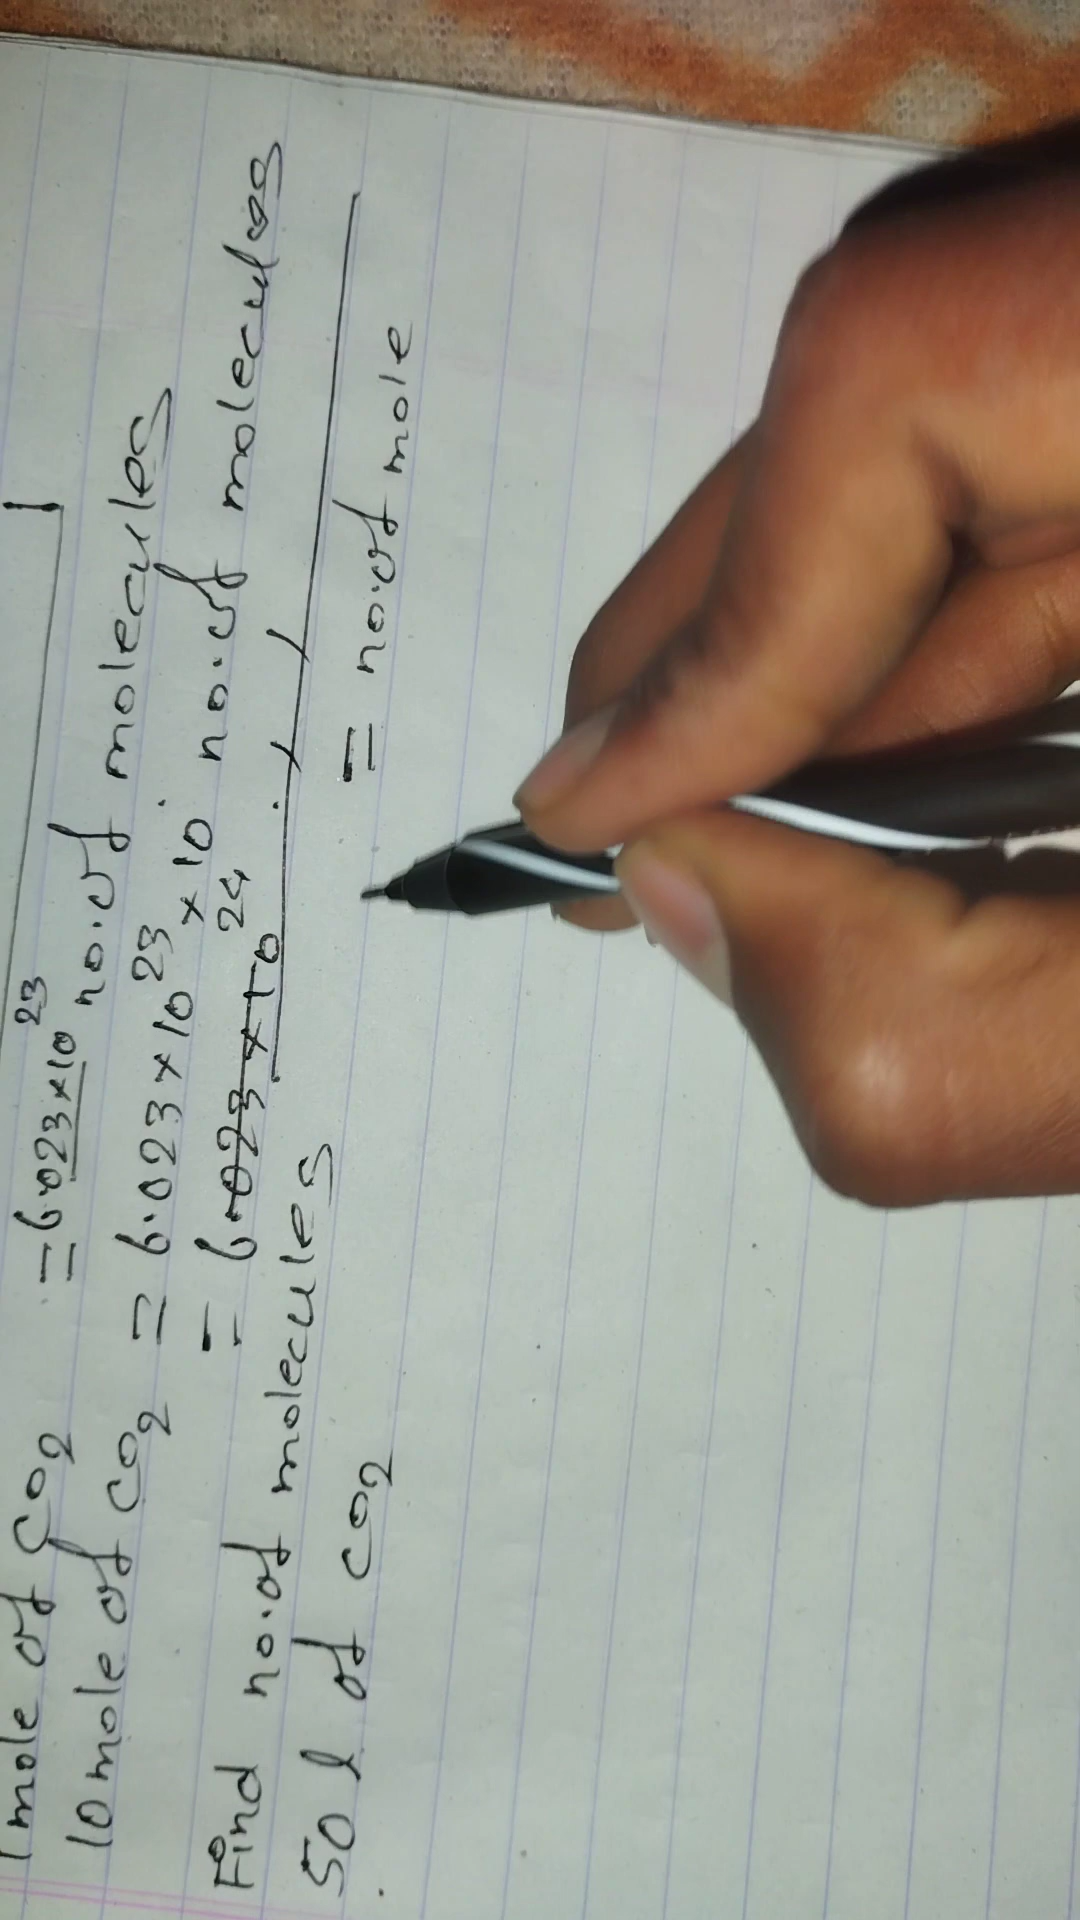 1 mole of CO2 = 6.023×10^23 no. of molecules
10 mole of CO2 = 6.023×10^23×10 no. of molecules
= 6.023×10^24
Find no. of molecules
50 l of CO2 = no. of mole